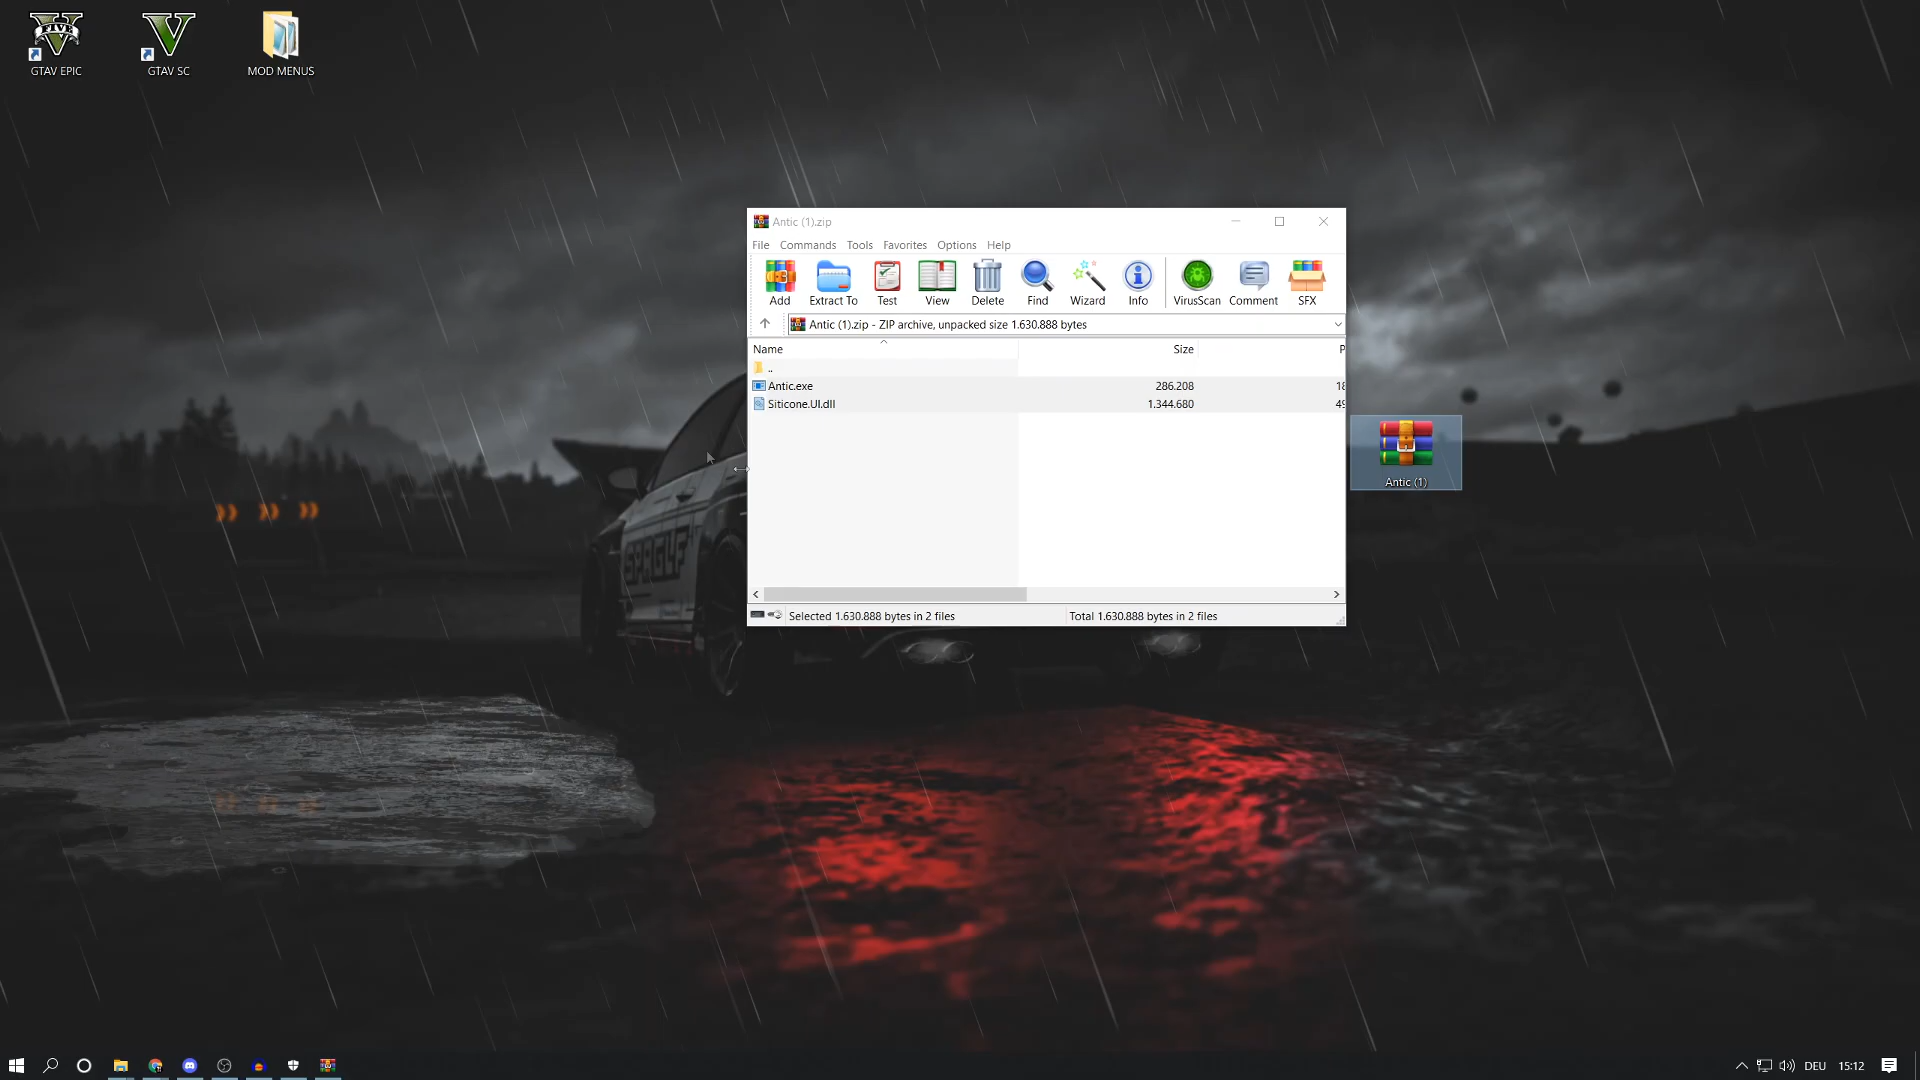 GTAV EPIC
GTAV SC
MOD MENUS
Antic (1).zip
File Commands Tools Favorites Options Help
Add Extract To Test View Delete Find Wizard Info VirusScan Comment SFX
Antic (1).zip - ZIP archive, unpacked size 1.630.888 bytes
Name Size P
..
Antic.exe 286.208 18
Siticone.UI.dll 1.344.680 49
Antic (1)
Selected 1.630.888 bytes in 2 files Total 1.630.888 bytes in 2 files
DEU 15:12